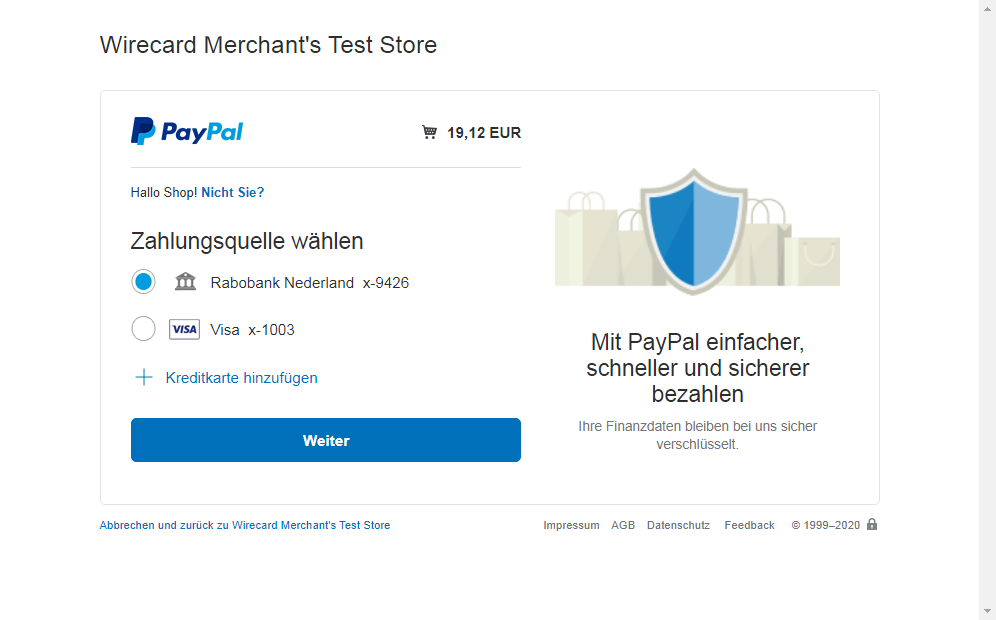 Wirecard Merchant's Test Store
PayPal
19,12 EUR
Hallo Shop! Nicht Sie?
Zahlungsquelle wählen
Rabobank Nederland x-9426
VISA Visa x-1003
Kreditkarte hinzufügen
Weiter
Mit PayPal einfacher,
schneller und sicherer
bezahlen
Ihre Finanzdaten bleiben bei uns sicher
verschlüsselt.
Abbrechen und zurück zu Wirecard Merchant's Test Store
Impressum AGB Datenschutz Feedback © 1999–2020